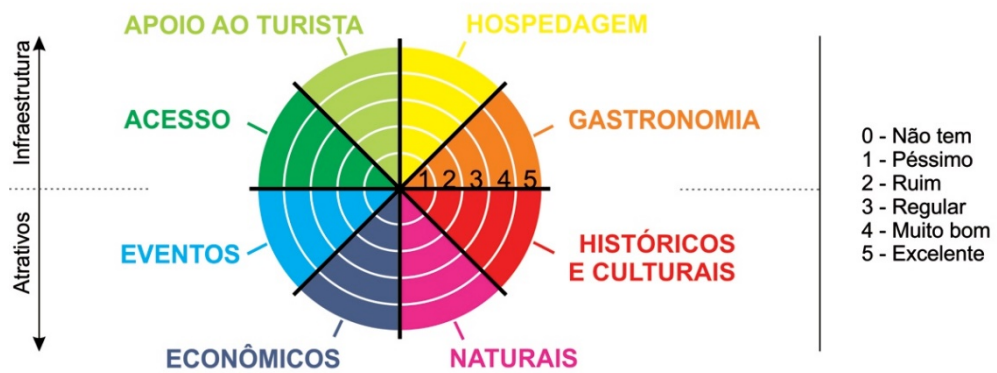 APOIO AO TURISTA
HOSPEDAGEM
Infraestrutura
ACESSO
GASTRONOMIA
1 2 3 4 5
Atrativos
EVENTOS
HISTÓRICOS
E CULTURAIS
ECONÔMICOS
NATURAIS
0 - Não tem
1 - Péssimo
2 - Ruim
3 - Regular
4 - Muito bom
5 - Excelente